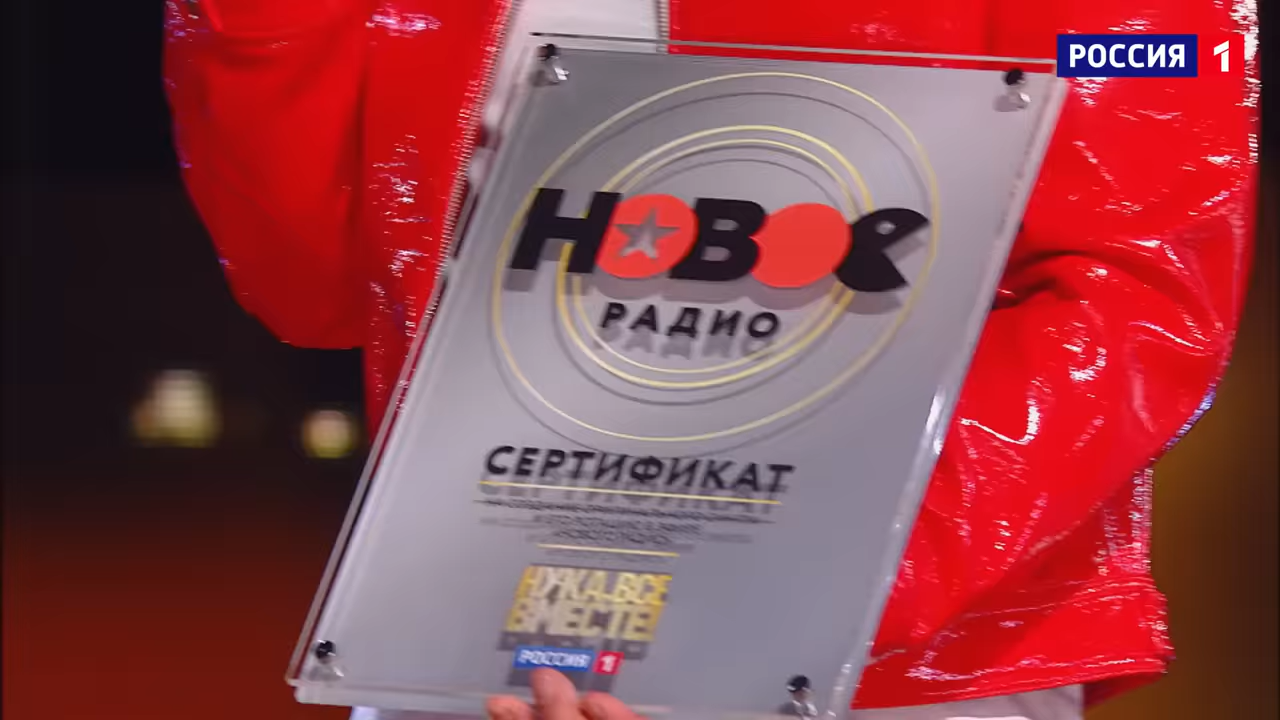 РОССИЯ 1
НОВОЕ
РАДИО
СЕРТИФИКАТ
НУ-КА, ВСЕ
ВМЕСТЕ!
РОССИЯ 1